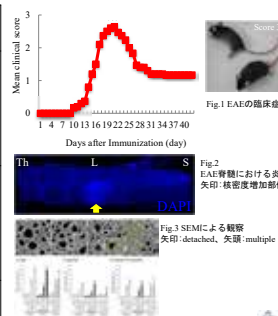 Mean clinical score
3
2
1
0
1 4 7 10 13 16 19 22 25 28 31 34 37 40
Days after Immunization (day)
Score
Fig.1 EAEの臨床症
Th L S
DAPI
Fig.2
EAE脊髄における炎
矢印:核密度増加部位
Fig.3 SEMによる観察
矢印:detached、矢頭:multiple